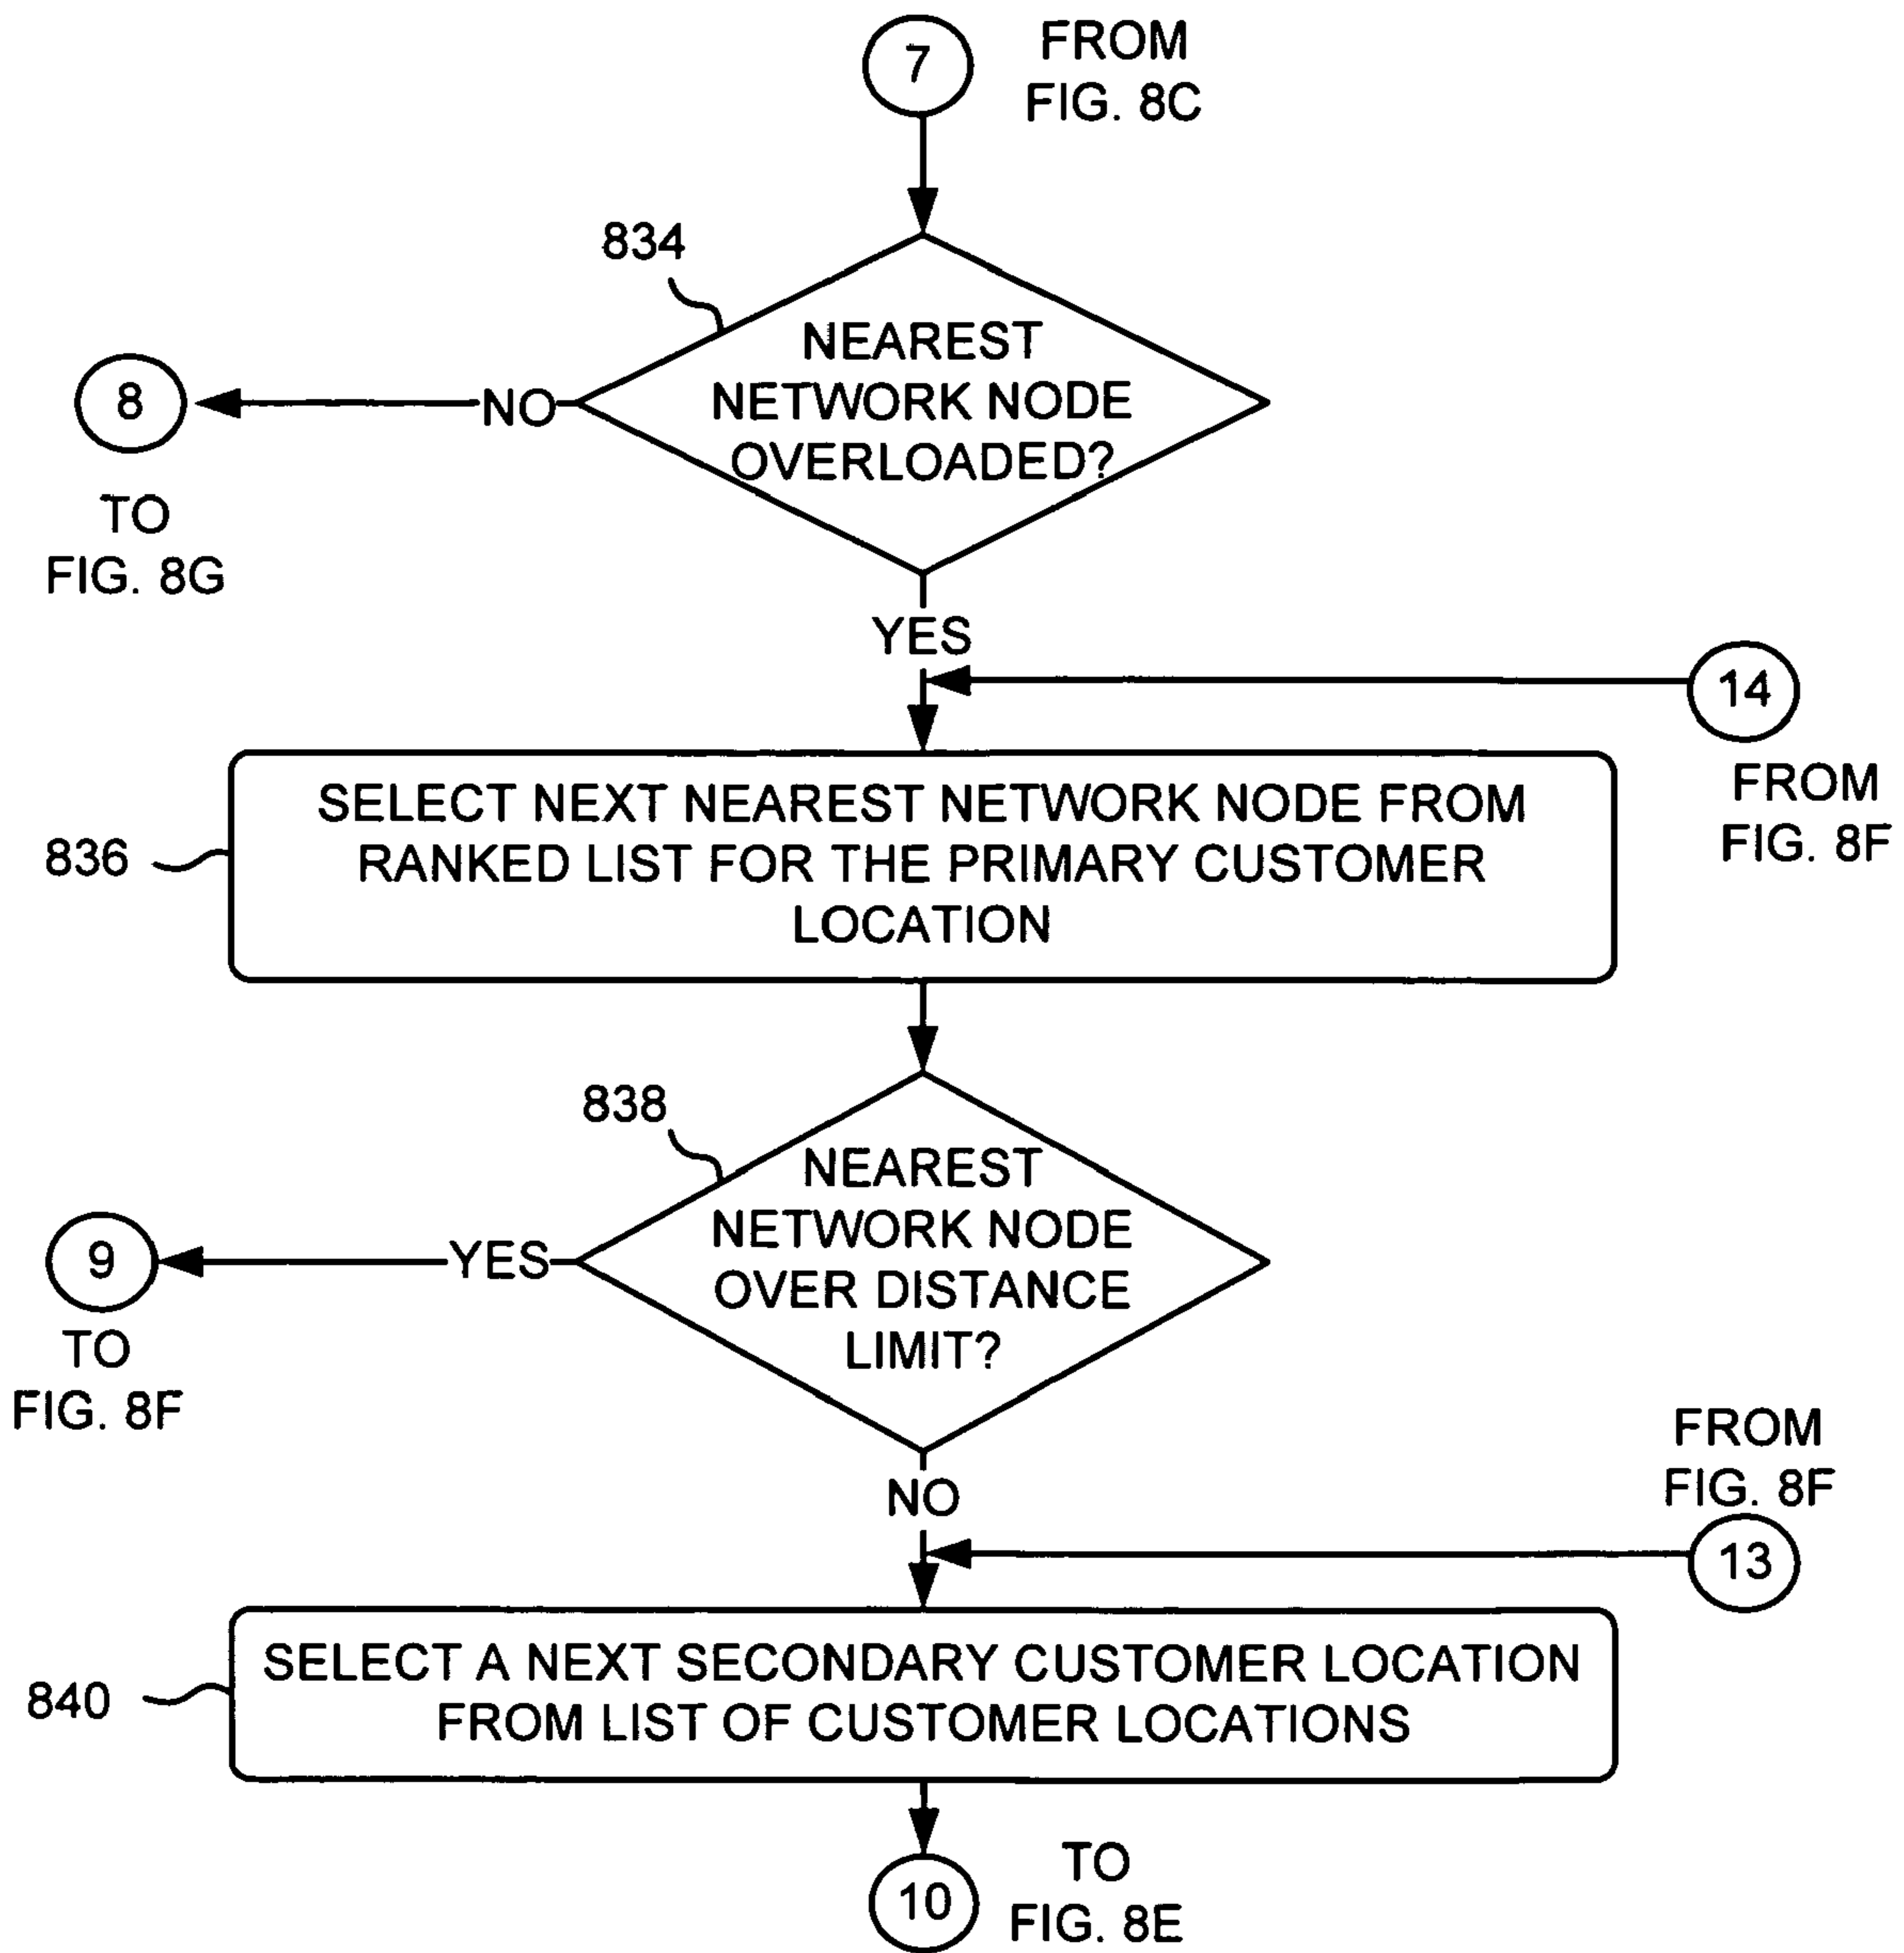 7
FROM
FIG. 8C
834
NEAREST
NETWORK NODE
OVERLOADED?
NO
8
TO
FIG. 8G
YES
14
FROM
FIG. 8F
836
SELECT NEXT NEAREST NETWORK NODE FROM
RANKED LIST FOR THE PRIMARY CUSTOMER
LOCATION
838
NEAREST
NETWORK NODE
OVER DISTANCE
LIMIT?
YES
9
TO
FIG. 8F
NO
FROM
FIG. 8F
13
840
SELECT A NEXT SECONDARY CUSTOMER LOCATION
FROM LIST OF CUSTOMER LOCATIONS
10
TO
FIG. 8E